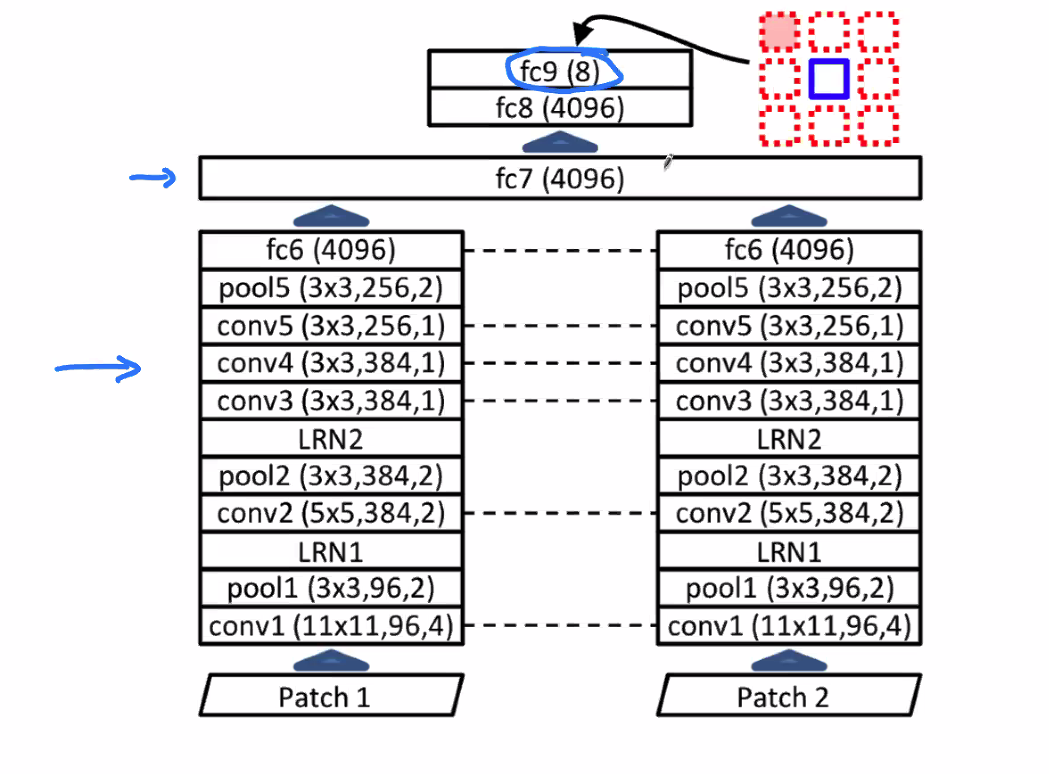 fc9 (8)
fc8 (4096)
fc7 (4096)
fc6 (4096)
pool5 (3x3,256,2)
conv5 (3x3,256,1)
conv4 (3x3,384,1)
conv3 (3x3,384,1)
LRN2
pool2 (3x3,384,2)
conv2 (5x5,384,2)
LRN1
pool1 (3x3,96,2)
conv1 (11x11,96,4)
Patch 1
fc6 (4096)
pool5 (3x3,256,2)
conv5 (3x3,256,1)
conv4 (3x3,384,1)
conv3 (3x3,384,1)
LRN2
pool2 (3x3,384,2)
conv2 (5x5,384,2)
LRN1
pool1 (3x3,96,2)
conv1 (11x11,96,4)
Patch 2